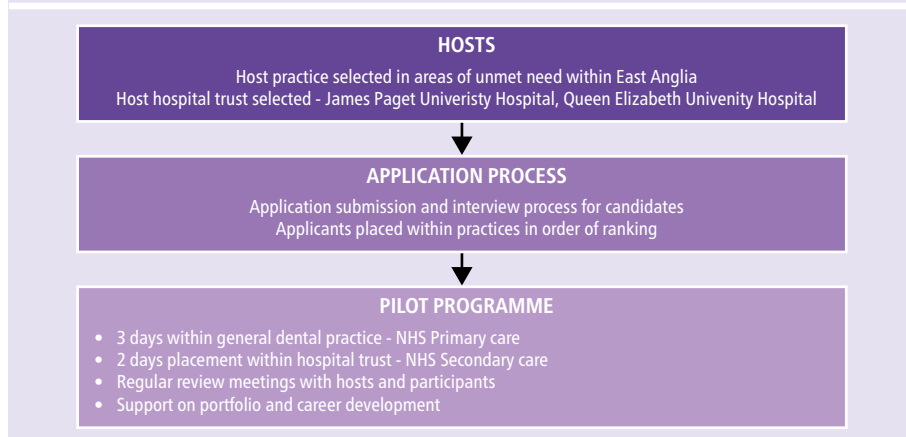 HOSTS
Host practice selected in areas of unmet need within East Anglia
Host hospital trust selected - James Paget Univeristy Hospital, Queen Elizabeth Univenity Hospital
APPLICATION PROCESS
Application submission and interview process for candidates
Applicants placed within practices in order of ranking
PILOT PROGRAMME
• 3 days within general dental practice - NHS Primary care
• 2 days placement within hospital trust - NHS Secondary care
• Regular review meetings with hosts and participants
• Support on portfolio and career development